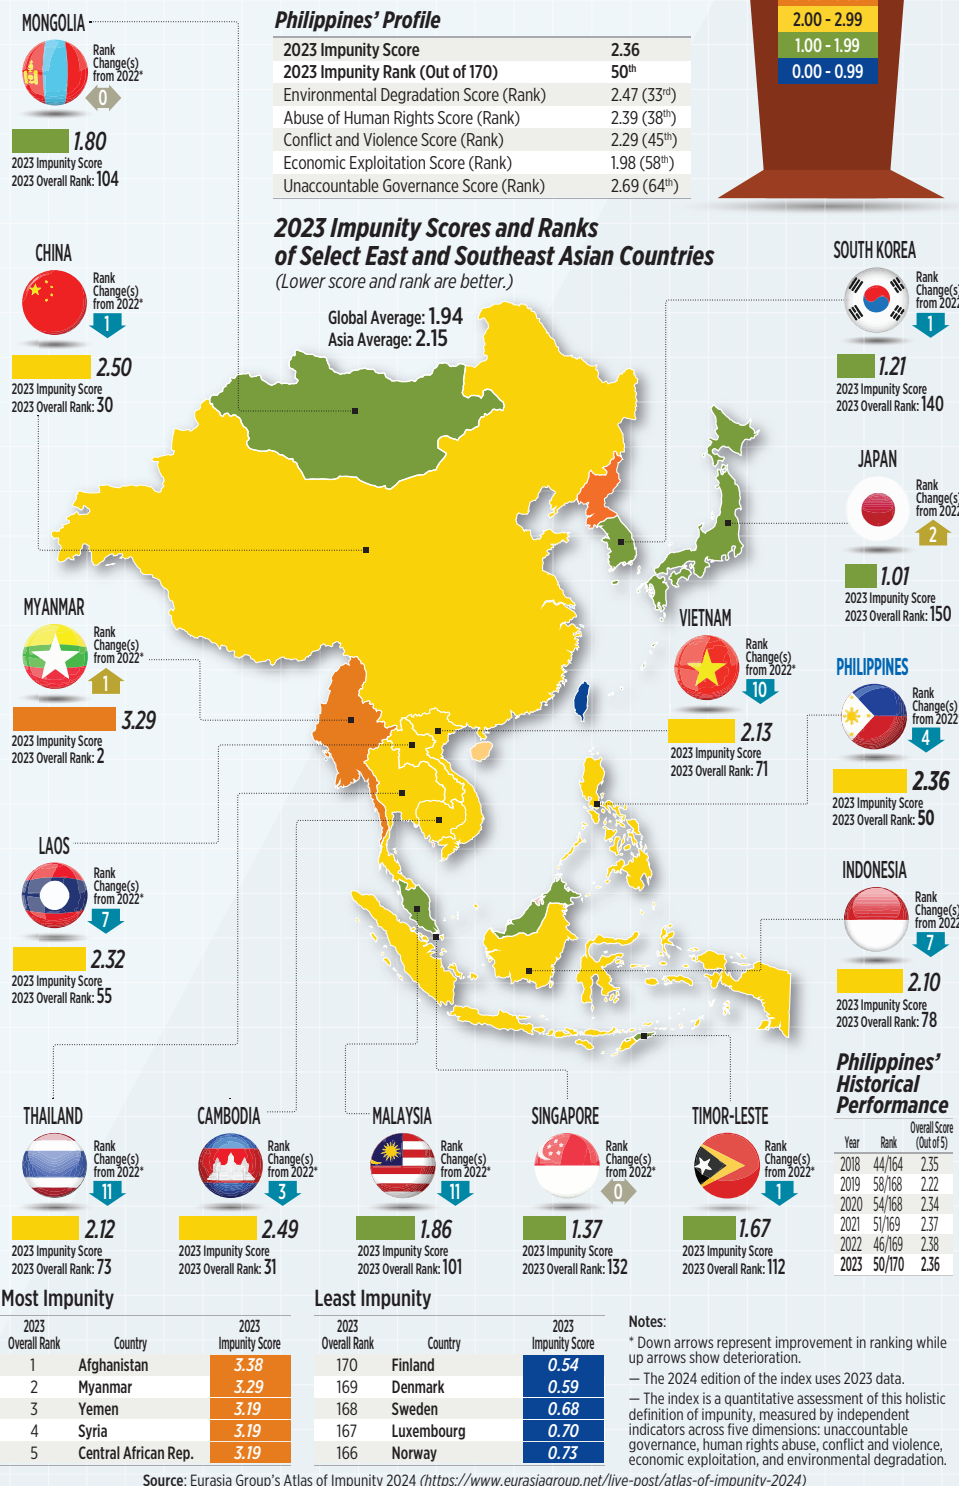 MONGOLIA
Rank
Change(s)
from 2022*
0
1.80
2023 Impunity Score
2023 Overall Rank: 104
Philippines' Profile
2023 Impunity Score 2.36
2023 Impunity Rank (Out of 170) 50th
Environmental Degradation Score (Rank) 2.47 (33rd)
Abuse of Human Rights Score (Rank) 2.39 (38th)
Conflict and Violence Score (Rank) 2.29 (45th)
Economic Exploitation Score (Rank) 1.98 (58th)
Unaccountable Governance Score (Rank) 2.69 (64th)
2.00 - 2.99
1.00 - 1.99
0.00 - 0.99
2023 Impunity Scores and Ranks
of Select East and Southeast Asian Countries
(Lower score and rank are better.)
Global Average: 1.94
Asia Average: 2.15
CHINA
Rank
Change(s)
from 2022*
1
2.50
2023 Impunity Score
2023 Overall Rank: 30
SOUTH KOREA
Rank
Change(s)
from 2022
1
1.21
2023 Impunity Score
2023 Overall Rank: 140
JAPAN
Rank
Change(s)
from 2022
2
1.01
2023 Impunity Score
2023 Overall Rank: 150
MYANMAR
Rank
Change(s)
from 2022*
1
3.29
2023 Impunity Score
2023 Overall Rank: 2
VIETNAM
Rank
Change(s)
from 2022*
10
2.13
2023 Impunity Score
2023 Overall Rank: 71
PHILIPPINES
Rank
Change(s)
from 2022*
4
2.36
2023 Impunity Score
2023 Overall Rank: 50
LAOS
Rank
Change(s)
from 2022*
7
2.32
2023 Impunity Score
2023 Overall Rank: 55
INDONESIA
Rank
Change(s)
from 2022
7
2.10
2023 Impunity Score
2023 Overall Rank: 78
THAILAND
Rank
Change(s)
from 2022*
11
2.12
2023 Impunity Score
2023 Overall Rank: 73
CAMBODIA
Rank
Change(s)
from 2022*
3
2.49
2023 Impunity Score
2023 Overall Rank: 31
MALAYSIA
Rank
Change(s)
from 2022*
11
1.86
2023 Impunity Score
2023 Overall Rank: 101
SINGAPORE
Rank
Change(s)
from 2022*
0
1.37
2023 Impunity Score
2023 Overall Rank: 132
TIMOR-LESTE
Rank
Change(s)
from 2022*
1
1.67
2023 Impunity Score
2023 Overall Rank: 112
Philippines'
Historical
Performance
Year Rank Overall Score (Out of 5)
2018 44/164 2.35
2019 58/168 2.22
2020 54/168 2.34
2021 51/169 2.37
2022 46/169 2.38
2023 50/170 2.36
Most Impunity
2023 Overall Rank Country 2023 Impunity Score
1 Afghanistan 3.38
2 Myanmar 3.29
3 Yemen 3.19
4 Syria 3.19
5 Central African Rep. 3.19
Least Impunity
2023 Overall Rank Country 2023 Impunity Score
170 Finland 0.54
169 Denmark 0.59
168 Sweden 0.68
167 Luxembourg 0.70
166 Norway 0.73
Notes:
* Down arrows represent improvement in ranking while
up arrows show deterioration.
— The 2024 edition of the index uses 2023 data.
— The index is a quantitative assessment of this holistic
definition of impunity, measured by independent
indicators across five dimensions: unaccountable
governance, human rights abuse, conflict and violence,
economic exploitation, and environmental degradation.
Source: Eurasia Group's Atlas of Impunity 2024 (https://www.eurasiagroup.net/live-post/atlas-of-impunity-2024)